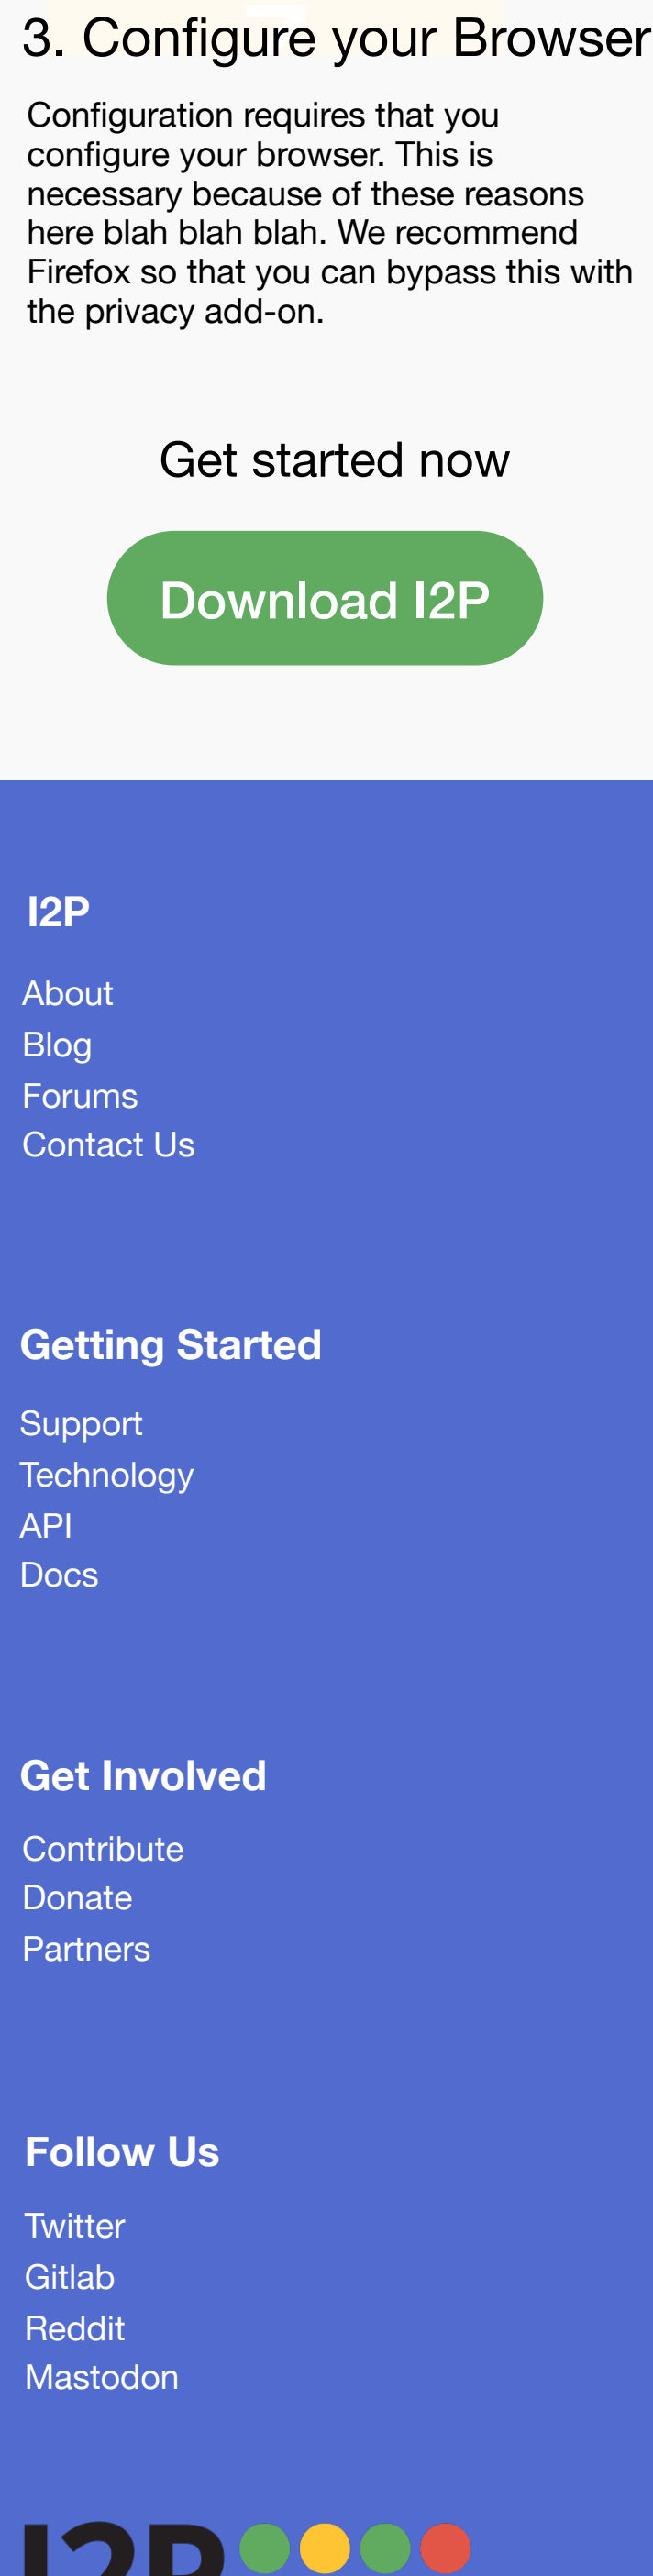 3. Configure your Browser
Configuration requires that you
configure your browser. This is
necessary because of these reasons
here blah blah blah. We recommend
Firefox so that you can bypass this with
the privacy add-on.
Get started now
Download I2P
I2P
About
Blog
Forums
Contact Us
Getting Started
Support
Technology
API
Docs
Get Involved
Contribute
Donate
Partners
Follow Us
Twitter
Gitlab
Reddit
Mastodon
I2P